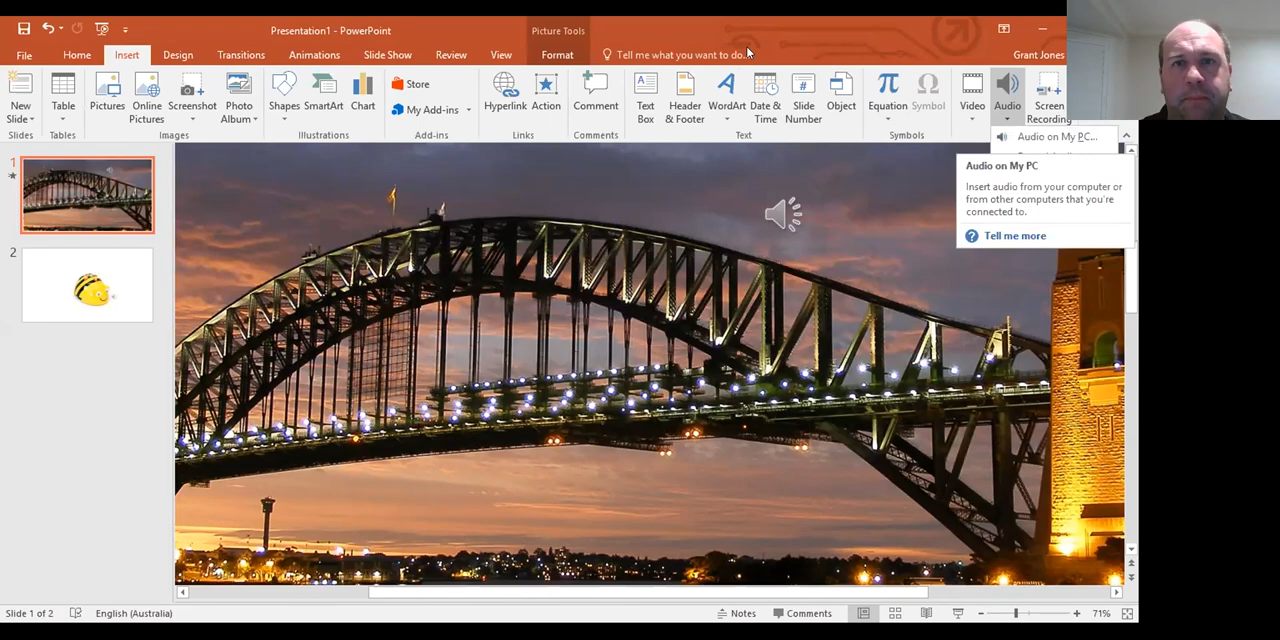 Presentation1 - PowerPoint
Picture Tools
File
Home
Insert
Design
Transitions
Animations
Slide Show
Review
View
Format
Tell me what you want to do...
Grant Jones
New
Slide
Table
Pictures
Online
Pictures
Screenshot
Photo
Album
Shapes
SmartArt
Chart
Store
My Add-ins
Hyperlink
Action
Comment
Text
Box
Header
& Footer
WordArt
Date &
Time
Slide
Number
Object
Equation
Symbol
Video
Audio
Screen
Recording
Slides
Tables
Images
Illustrations
Add-ins
Links
Comments
Text
Symbols
Audio on My PC...
Audio on My PC
Insert audio from your computer or
from other computers that you're
connected to.
Tell me more
1
2
Slide 1 of 2
English (Australia)
Notes
Comments
71%